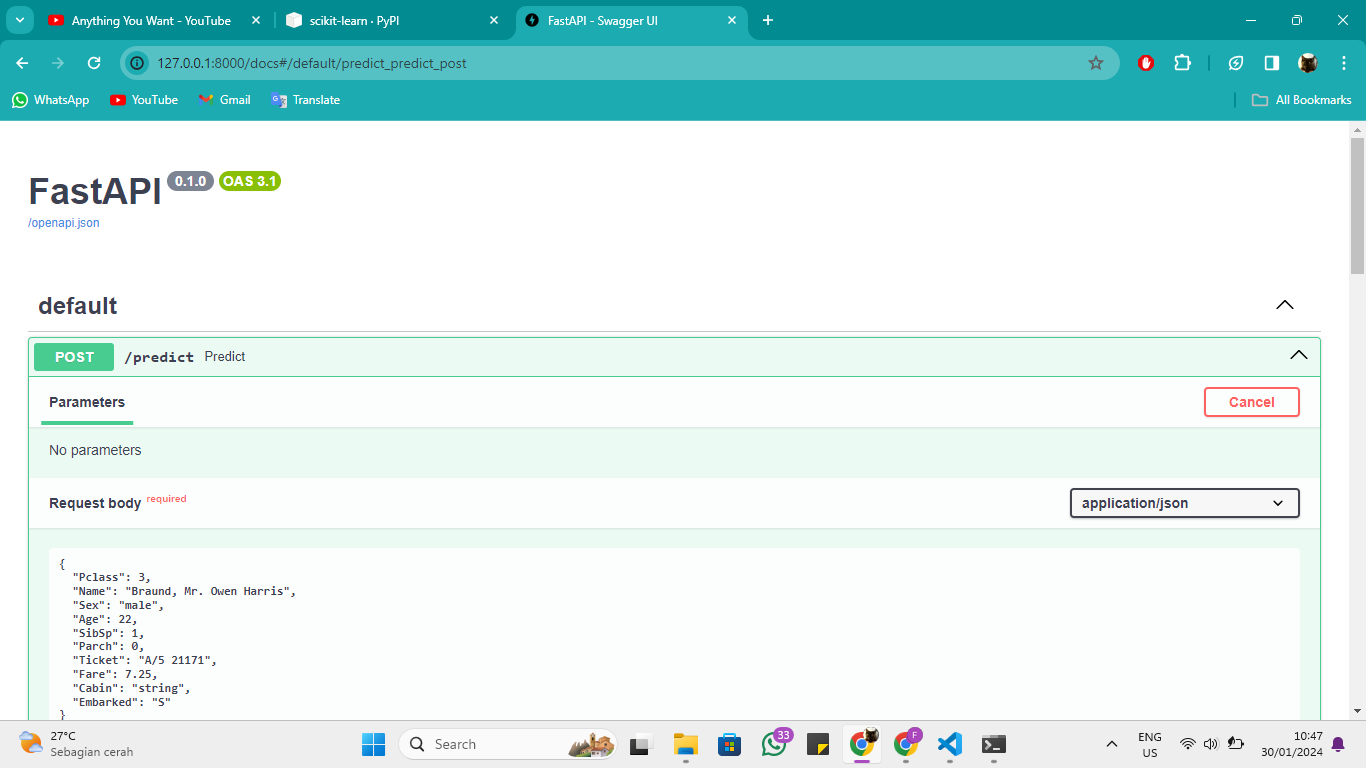 Anything You Want - YouTube
scikit-learn · PyPI
FastAPI - Swagger UI
127.0.0.1:8000/docs#/default/predict_predict_post
WhatsApp YouTube Gmail Translate All Bookmarks
FastAPI 0.1.0 OAS 3.1
/openapi.json
default
POST /predict Predict
Parameters Cancel
No parameters
Request body required application/json
{
"Pclass": 3,
"Name": "Braund, Mr. Owen Harris",
"Sex": "male",
"Age": 22,
"SibSp": 1,
"Parch": 0,
"Ticket": "A/5 21171",
"Fare": 7.25,
"Cabin": "string",
"Embarked": "S"
}
27°C
Sebagian cerah
Search
33
F
ENG
US
10:47
30/01/2024